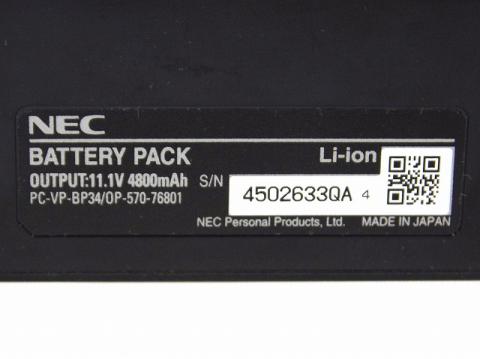 NEC
BATTERY PACK Li-ion
OUTPUT:11.1V 4800mAh S/N
4502633QA 4
PC-VP-BP34/OP-570-76801
NEC Personal Products, Ltd. MADE IN JAPAN